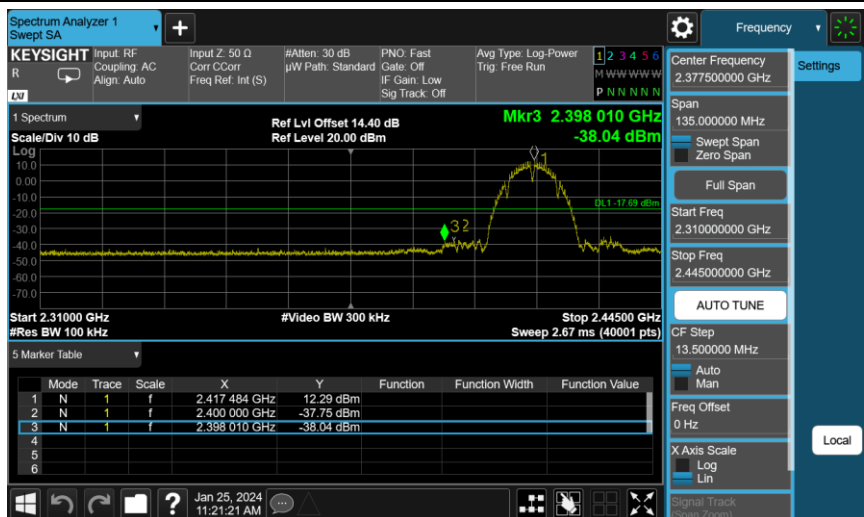 Spectrum Analyzer 1
Swept SA
Frequency
KEYSIGHT
R
LXI
Input: RF
Coupling: AC
Align: Auto
Input Z: 50 Ω
Corr CCorr
Freq Ref: Int (S)
#Atten: 30 dB
µW Path: Standard
PNO: Fast
Gate: Off
IF Gain: Low
Sig Track: Off
Avg Type: Log-Power
Trig: Free Run
1 2 3 4 5 6
M W W W W W
P N N N N N
Center Frequency
2.377500000 GHz
Settings
1 Spectrum
Scale/Div 10 dB
Ref Lvl Offset 14.40 dB
Ref Level 20.00 dBm
Mkr3 2.398 010 GHz
-38.04 dBm
Span
135.000000 MHz
Swept Span
Zero Span
Full Span
Log
10.0
0.00
-10.0
-20.0
-30.0
-40.0
-50.0
-60.0
-70.0
1
DL1 -17.69 dBm
3
2
Start Freq
2.310000000 GHz
Stop Freq
2.445000000 GHz
AUTO TUNE
Start 2.31000 GHz
#Video BW 300 kHz
Stop 2.44500 GHz
#Res BW 100 kHz
Sweep 2.67 ms (40001 pts)
CF Step
13.500000 MHz
Auto
Man
5 Marker Table
Mode Trace Scale X Y Function Function Width Function Value
1 N 1 f 2.417 484 GHz 12.29 dBm
2 N 1 f 2.400 000 GHz -37.75 dBm
3 N 1 f 2.398 010 GHz -38.04 dBm
4
5
6
Freq Offset
0 Hz
X Axis Scale
Log
Lin
Local
Signal Track
(Span Zoom)
?
Jan 25, 2024
11:21:21 AM